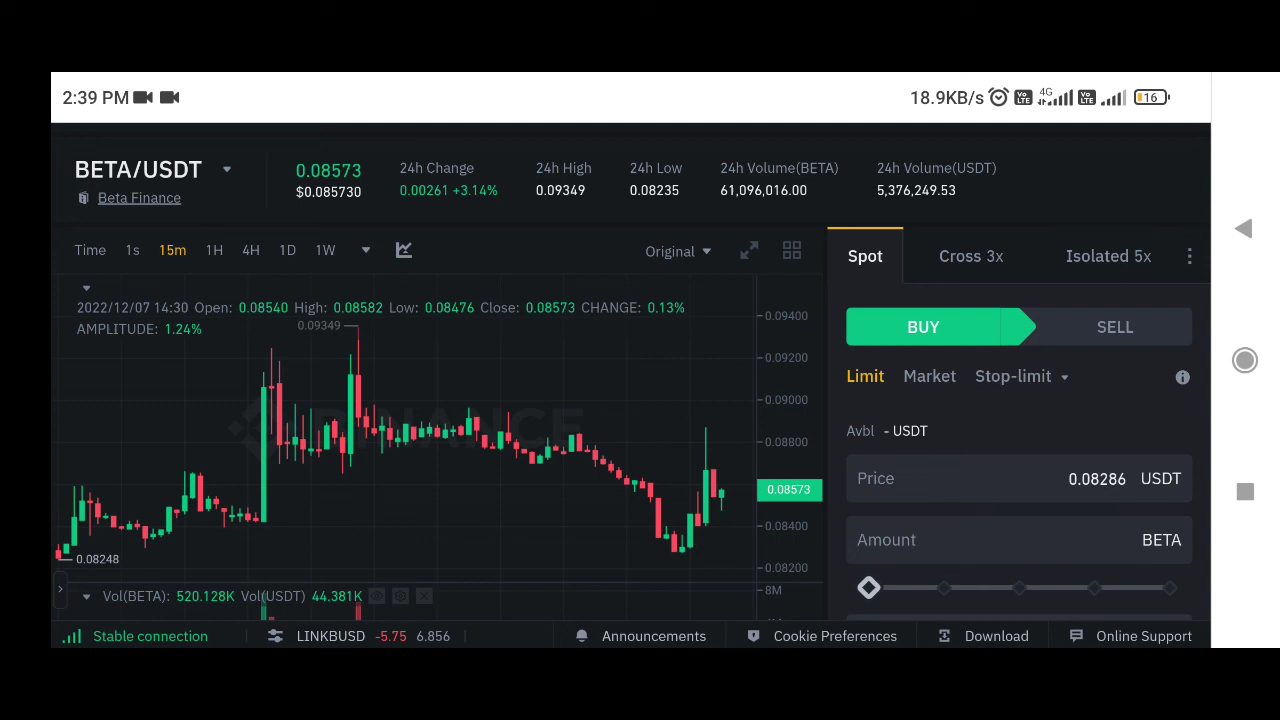 2:39 PM 18.9KB/s Vo LTE 4G Vo LTE 16
BETA/USDT
Beta Finance
0.08573
$0.085730
24h Change
0.00261 +3.14%
24h High
0.09349
24h Low
0.08235
24h Volume(BETA)
61,096,016.00
24h Volume(USDT)
5,376,249.53
Time 1s 15m 1H 4H 1D 1W
Original
2022/12/07 14:30 Open: 0.08540 High: 0.08582 Low: 0.08476 Close: 0.08573 CHANGE: 0.13%
AMPLITUDE: 1.24%
0.09349
0.09400
0.09200
0.09000
0.08800
0.08573
0.08400
0.08200
0.08248
BINANCE
Vol(BETA): 520.128K Vol(USDT) 44.381K
8M
Spot Cross 3x Isolated 5x
BUY SELL
Limit Market Stop-limit
Avbl - USDT
Price 0.08286 USDT
Amount BETA
Stable connection LINKBUSD -5.75 6.856 Announcements Cookie Preferences Download Online Support